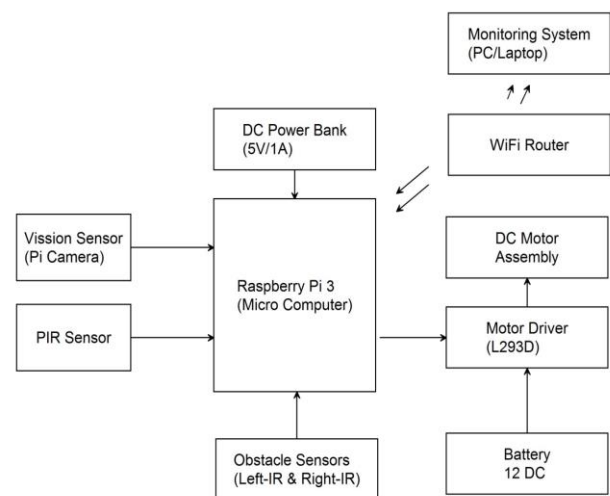 Monitoring System
(PC/Laptop)
DC Power Bank
(5V/1A)
WiFi Router
Vission Sensor
(Pi Camera)
DC Motor
Assembly
Raspberry Pi 3
(Micro Computer)
PIR Sensor
Motor Driver
(L293D)
Obstacle Sensors
(Left-IR & Right-IR)
Battery
12 DC